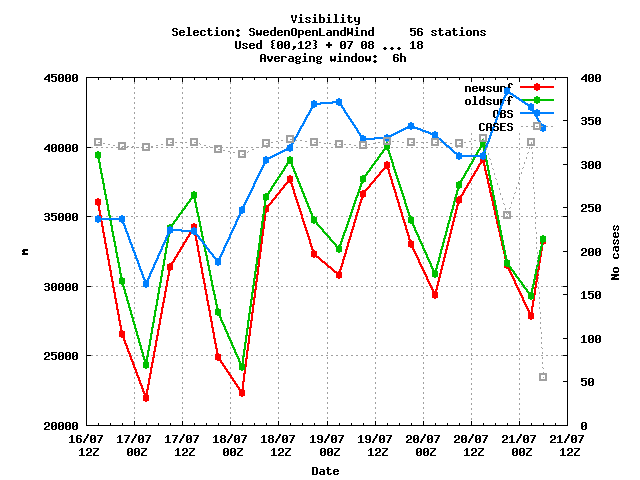 Visibility
Selection: SwedenOpenLandWind 56 stations
Used {00,12} + 07 08 ... 18
Averaging window: 6h
45000 400
newsurf
oldsurf
OBS
CASES
350
40000
300
35000
250
m
No cases
200
30000
150
100
25000
50
20000 0
16/07 17/07 17/07 18/07 18/07 19/07 19/07 20/07 20/07 21/07 21/07
12Z 00Z 12Z 00Z 12Z 00Z 12Z 00Z 12Z 00Z 12Z
Date